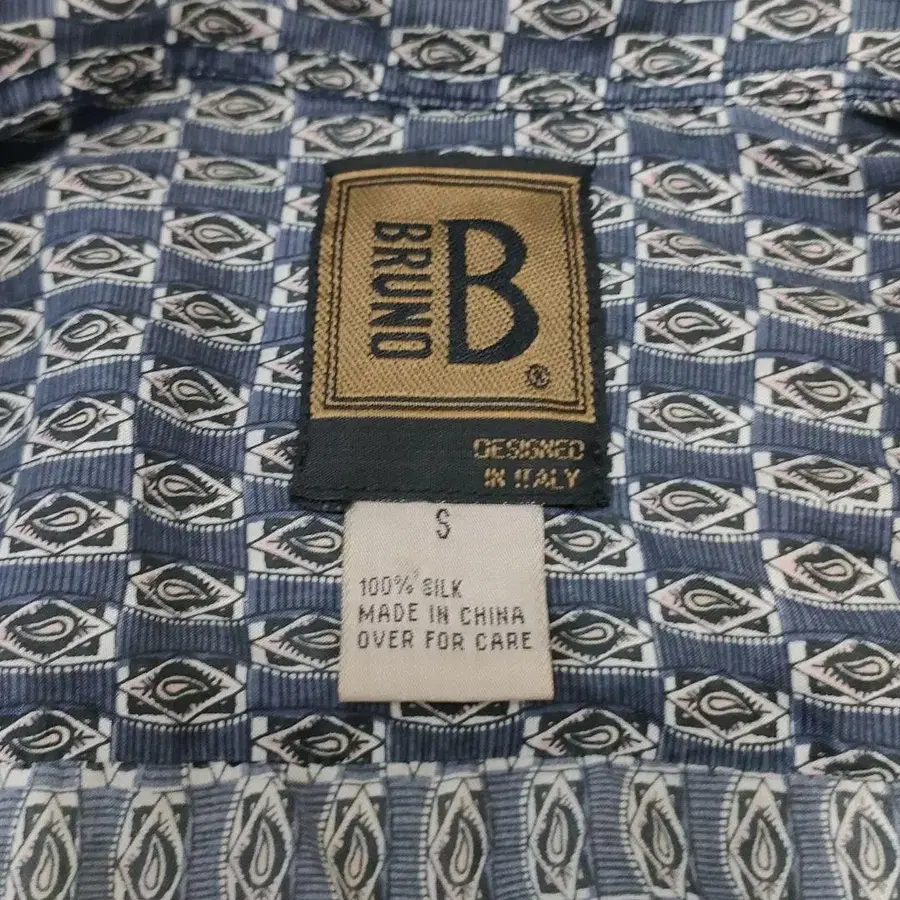 BRUNO
B
®
DESIGNED
IN ITALY
S
100% SILK
MADE IN CHINA
OVER FOR CARE